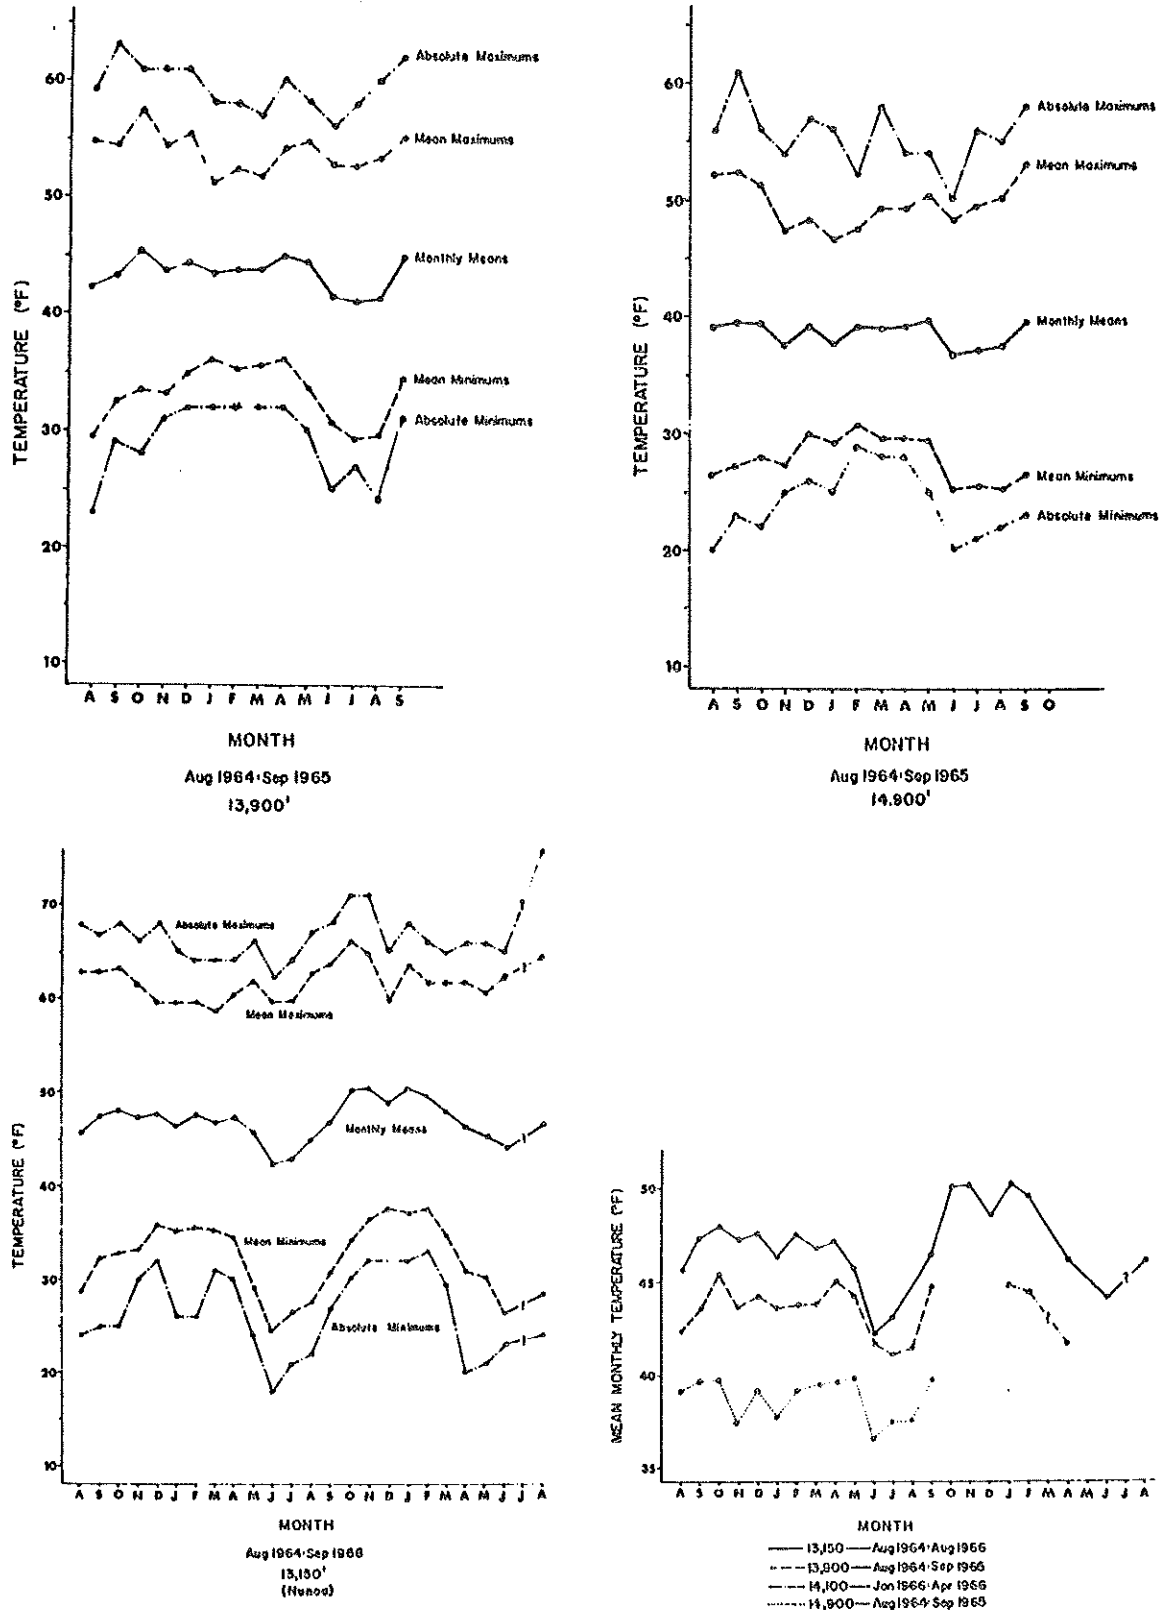 60
50
40
30
20
10
TEMPERATURE (°F)
Absolute Maximums
Mean Maximums
Monthly Means
Mean Minimums
Absolute Minimums
A S O N D J F M A M J J A S
MONTH
Aug 1964-Sep 1965
13,900'
60
50
40
30
20
10
TEMPERATURE (°F)
Absolute Maximums
Mean Maximums
Monthly Means
Mean Minimums
Absolute Minimums
A S O N D J F M A M J J A S O
MONTH
Aug 1964-Sep 1965
14,900'
70
60
50
40
30
20
10
TEMPERATURE (°F)
Absolute Maximums
Mean Maximums
Monthly Means
Mean Minimums
Absolute Minimums
A S O N D J F M A M J J A S O N D J F M A M J J A
MONTH
Aug 1964-Sep 1966
13,150'
(Nunoa)
50
45
40
35
MEAN MONTHLY TEMPERATURE (°F)
A S O N D J F M A M J J A S O N D J F M A M J J A
MONTH
13,150 — Aug 1964-Aug 1966
13,900 — Aug 1964-Sep 1965
14,100 — Jan 1966-Apr 1966
14,900 — Aug 1964-Sep 1965